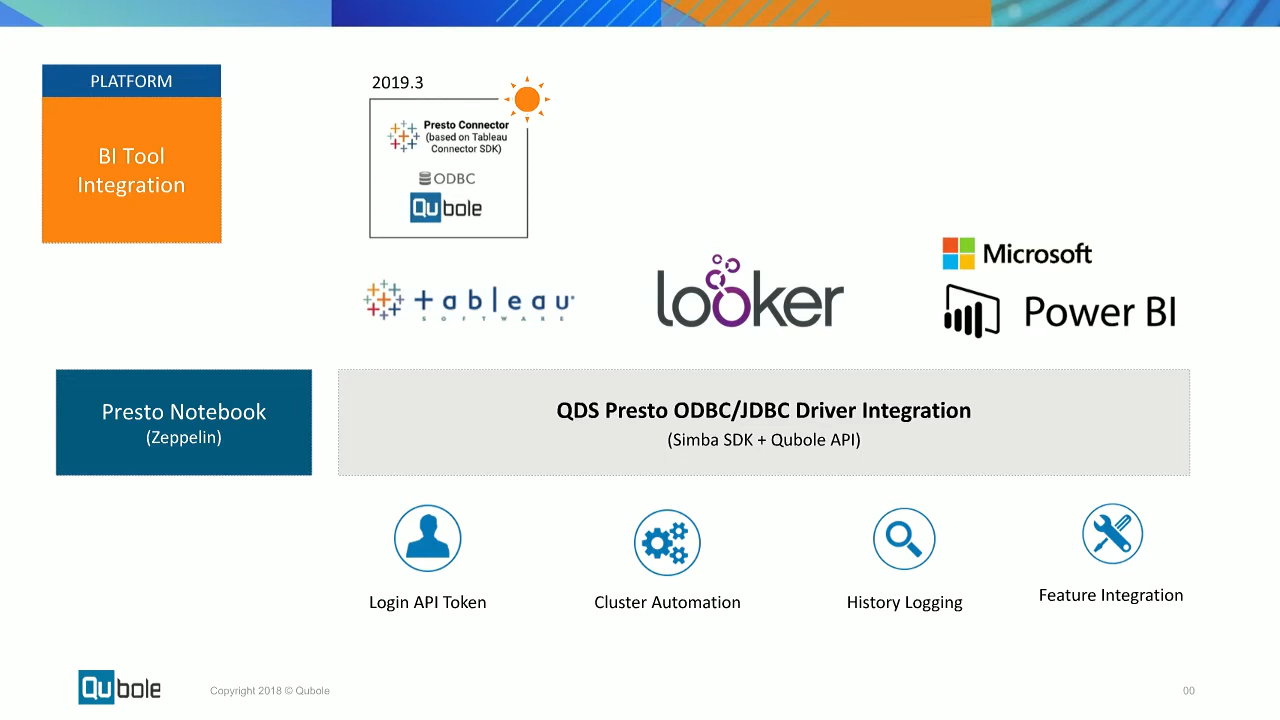 PLATFORM
BI Tool
Integration
2019.3
Presto Connector
(based on Tableau
Connector SDK)
ODBC
Qubole
tableau
SOFTWARE
looker
Microsoft
Power BI
Presto Notebook
(Zeppelin)
QDS Presto ODBC/JDBC Driver Integration
(Simba SDK + Qubole API)
Login API Token
Cluster Automation
History Logging
Feature Integration
Qubole
Copyright 2018 © Qubole
00